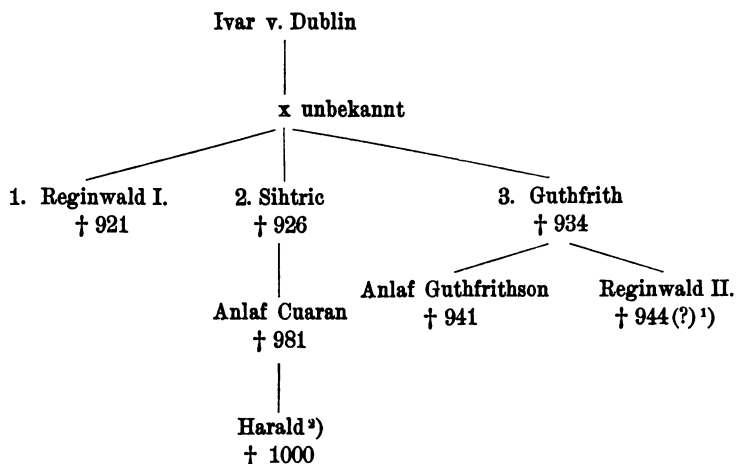 Ivar v. Dublin
x unbekannt
1. Reginwald I.
† 921
2. Sihtric
† 926
3. Guthfrith
† 934
Anlaf Cuaran
† 981
Anlaf Guthfrithson
† 941
Reginwald II.
† 944 (?) ¹)
Harald ²)
† 1000